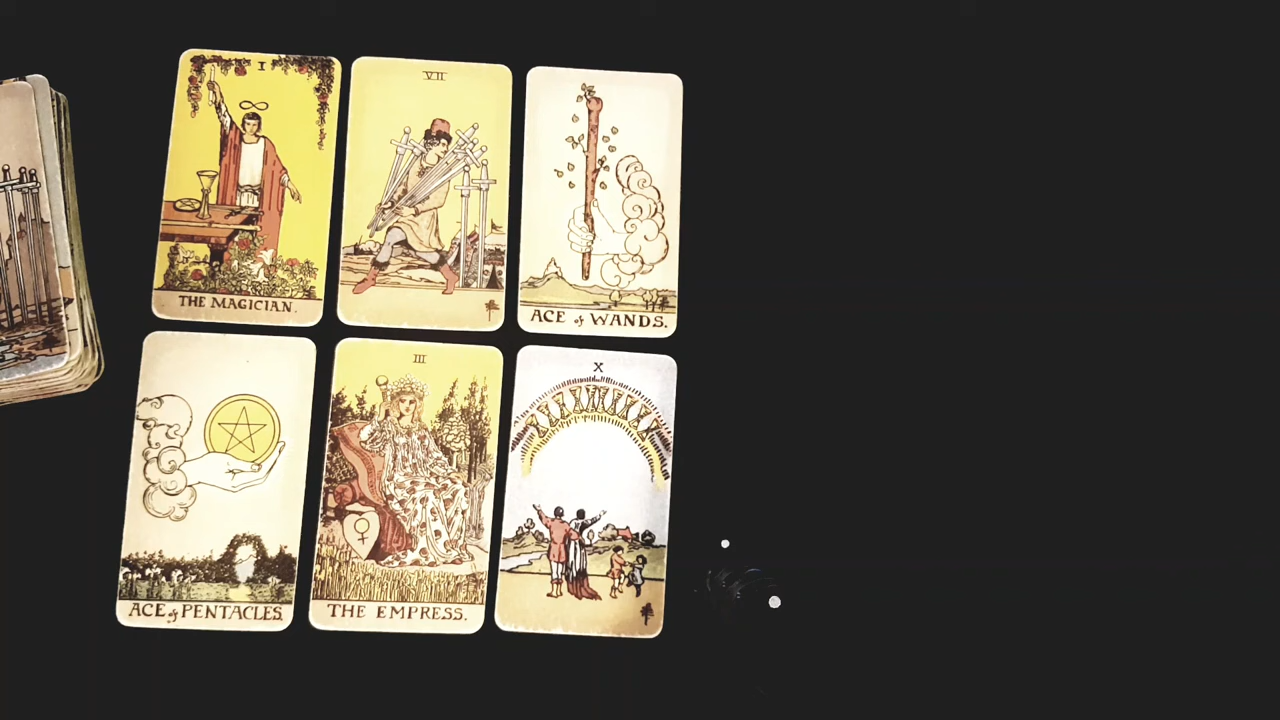 I
VII
THE MAGICIAN.
ACE of WANDS.
III
X
ACE of PENTACLES.
THE EMPRESS.